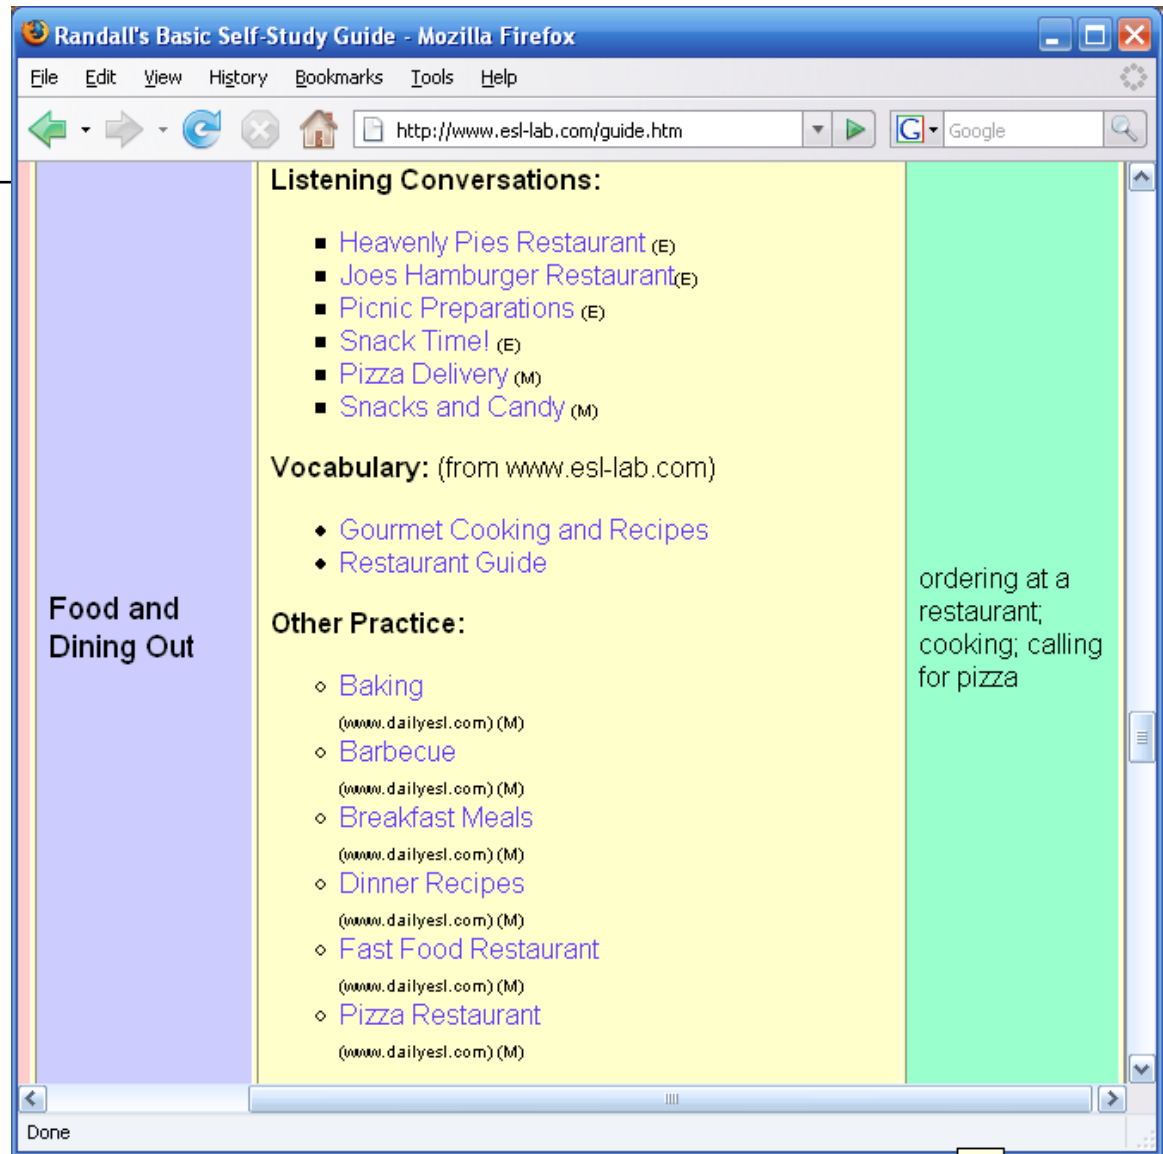 Randall's Basic Self-Study Guide - Mozilla Firefox
File Edit View History Bookmarks Tools Help
http://www.esl-lab.com/guide.htm
G Google
Listening Conversations:
Heavenly Pies Restaurant (E)
Joes Hamburger Restaurant(E)
Picnic Preparations (E)
Snack Time! (E)
Pizza Delivery (M)
Snacks and Candy (M)
Vocabulary: (from www.esl-lab.com)
Gourmet Cooking and Recipes
Restaurant Guide
Food and
Dining Out
Other Practice:
Baking
(www.dailyesl.com) (M)
Barbecue
(www.dailyesl.com) (M)
Breakfast Meals
(www.dailyesl.com) (M)
Dinner Recipes
(www.dailyesl.com) (M)
Fast Food Restaurant
(www.dailyesl.com) (M)
Pizza Restaurant
(www.dailyesl.com) (M)
ordering at a
restaurant;
cooking; calling
for pizza
Done